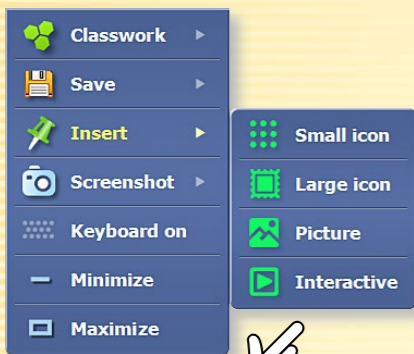 Classwork
Save
Insert
Screenshot
Keyboard on
Minimize
Maximize
Small icon
Large icon
Picture
Interactive